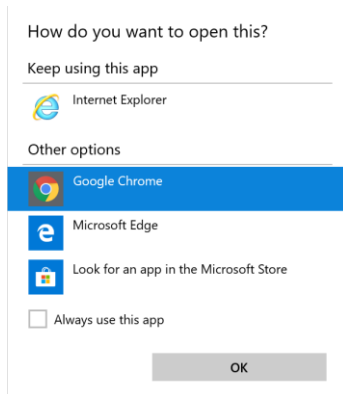 How do you want to open this?
Keep using this app
Internet Explorer
Other options
Google Chrome
Microsoft Edge
Look for an app in the Microsoft Store
Always use this app
OK